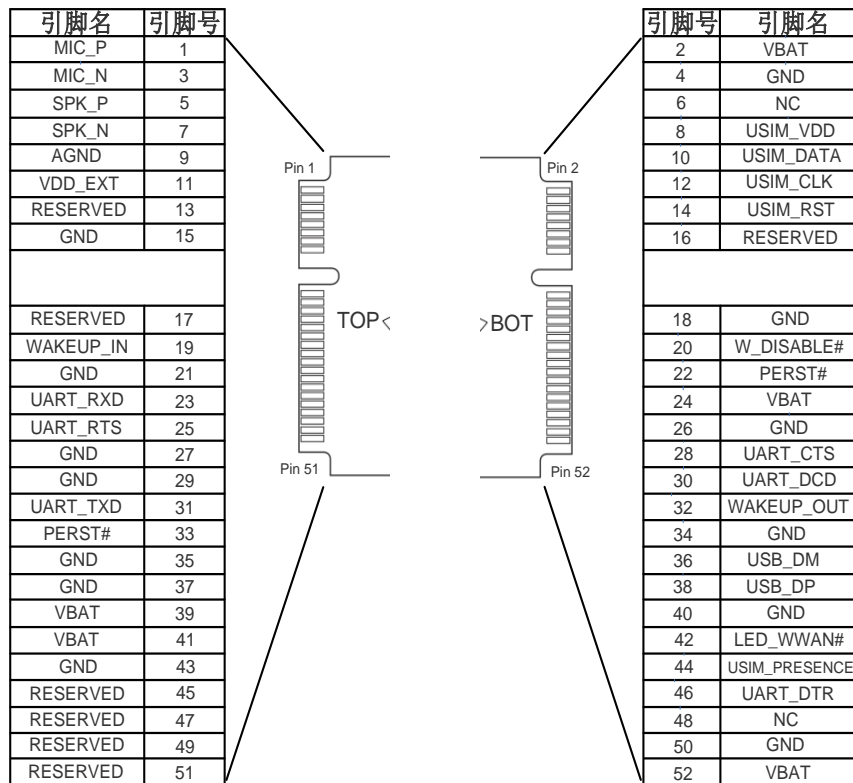 引脚名 引脚号
MIC_P 1
MIC_N 3
SPK_P 5
SPK_N 7
AGND 9
VDD_EXT 11
RESERVED 13
GND 15
RESERVED 17
WAKEUP_IN 19
GND 21
UART_RXD 23
UART_RTS 25
GND 27
GND 29
UART_TXD 31
PERST# 33
GND 35
GND 37
VBAT 39
VBAT 41
GND 43
RESERVED 45
RESERVED 47
RESERVED 49
RESERVED 51
Pin 1
TOP
Pin 51
Pin 2
BOT
Pin 52
引脚号 引脚名
2 VBAT
4 GND
6 NC
8 USIM_VDD
10 USIM_DATA
12 USIM_CLK
14 USIM_RST
16 RESERVED
18 GND
20 W_DISABLE#
22 PERST#
24 VBAT
26 GND
28 UART_CTS
30 UART_DCD
32 WAKEUP_OUT
34 GND
36 USB_DM
38 USB_DP
40 GND
42 LED_WWAN#
44 USIM_PRESENCE
46 UART_DTR
48 NC
50 GND
52 VBAT